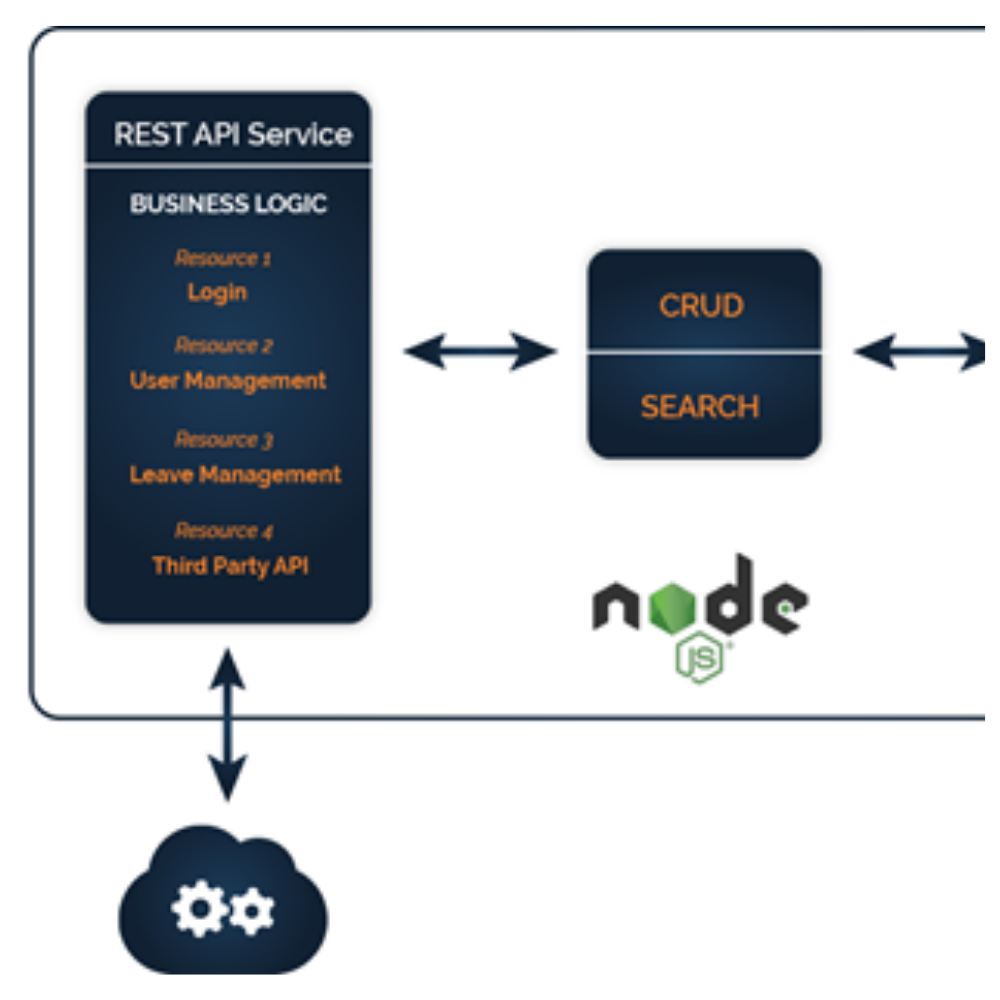 REST API Service
BUSINESS LOGIC
Resource 1
Login
Resource 2
User Management
Resource 3
Leave Management
Resource 4
Third Party API
CRUD
SEARCH
node
JS®